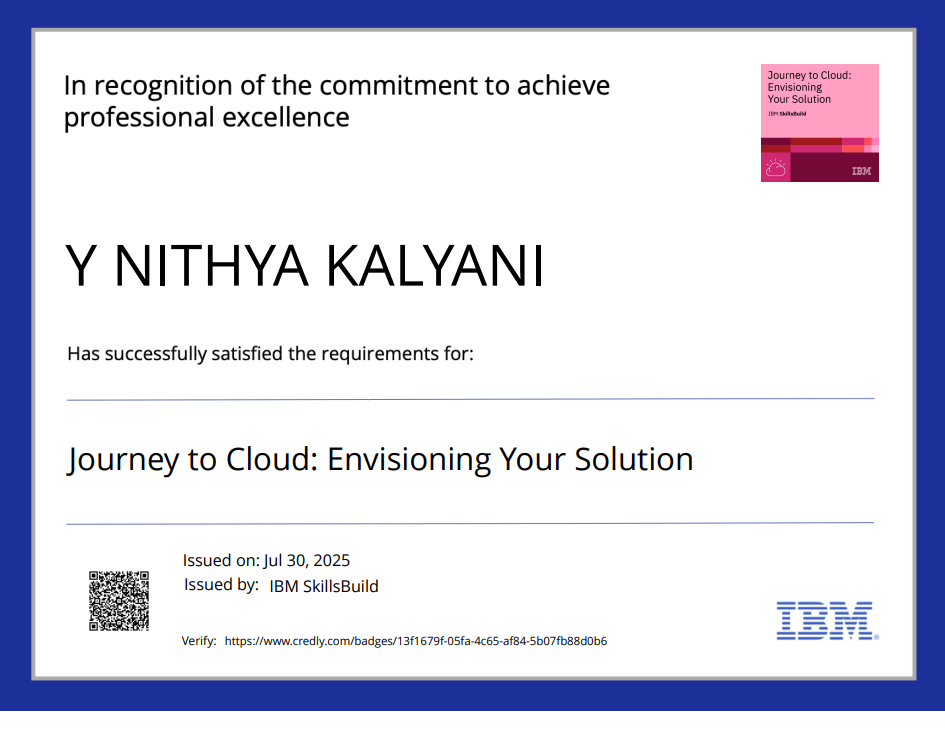 In recognition of the commitment to achieve
professional excellence
Journey to Cloud:
Envisioning
Your Solution
IBM SkillsBuild
IBM
Y NITHYA KALYANI
Has successfully satisfied the requirements for:
Journey to Cloud: Envisioning Your Solution
Issued on: Jul 30, 2025
Issued by: IBM SkillsBuild
Verify: https://www.credly.com/badges/13f1679f-05fa-4c65-af84-5b07fb88d0b6
IBM®